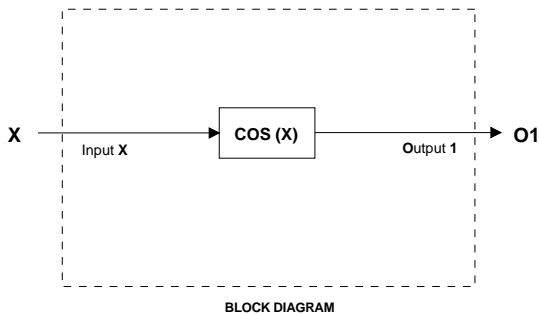 X
Input X
COS (X)
Output 1
O1
BLOCK DIAGRAM